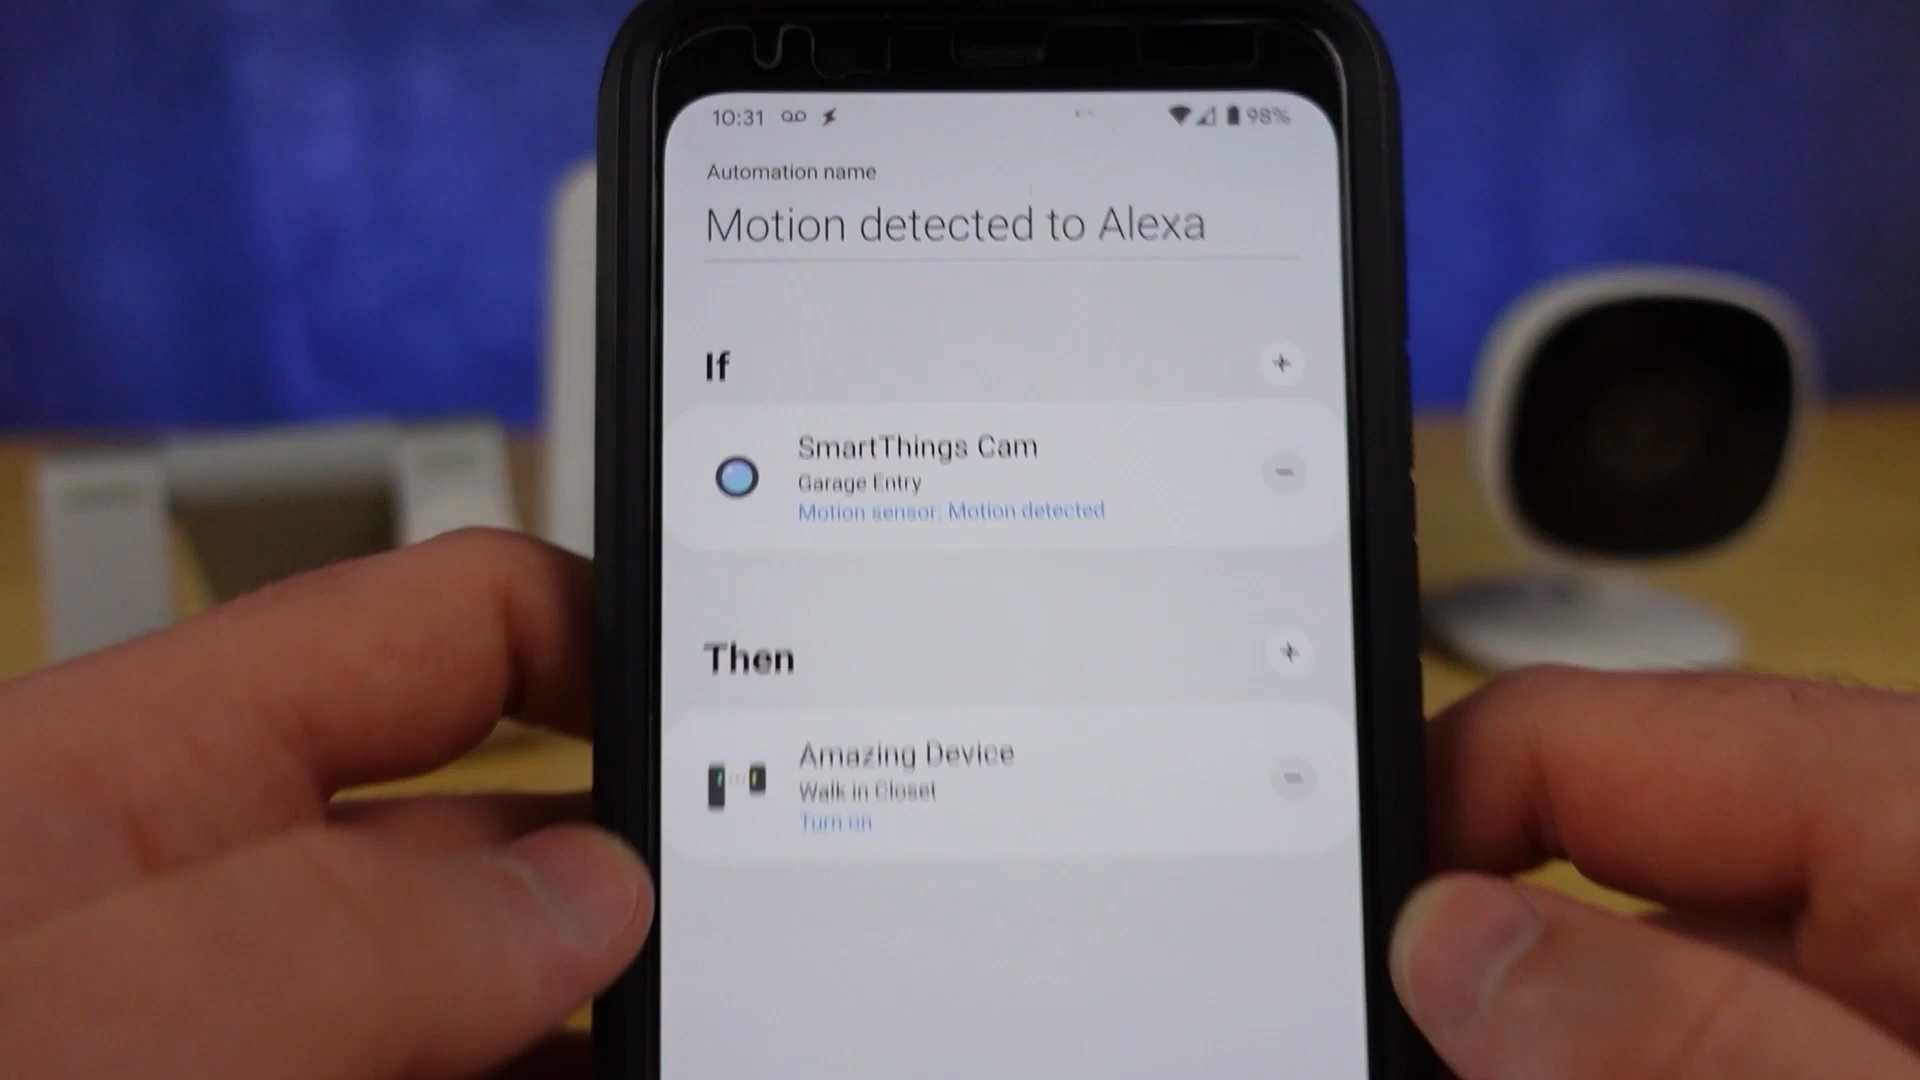 10:31 98%
Automation name
Motion detected to Alexa
If +
SmartThings Cam
Garage Entry
Motion sensor: Motion detected
Then +
Amazing Device
Walk in Closet
Turn on